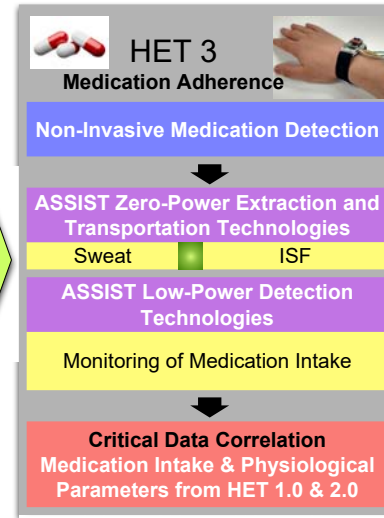 HET 3
Medication Adherence
Non-Invasive Medication Detection
ASSIST Zero-Power Extraction and
Transportation Technologies
Sweat ISF
ASSIST Low-Power Detection
Technologies
Monitoring of Medication Intake
Critical Data Correlation
Medication Intake & Physiological
Parameters from HET 1.0 & 2.0